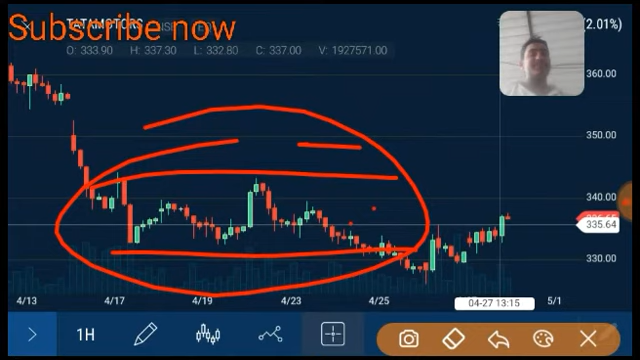 Subscribe now
TATAMOTORS
(2.01%)
O: 333.90 H: 337.30 L: 332.80 C: 337.00 V: 1927571.00
360.00
350.00
340.00
335.64
330.00
4/13 4/17 4/19 4/23 4/25 04-27 13:15 5/1
1H